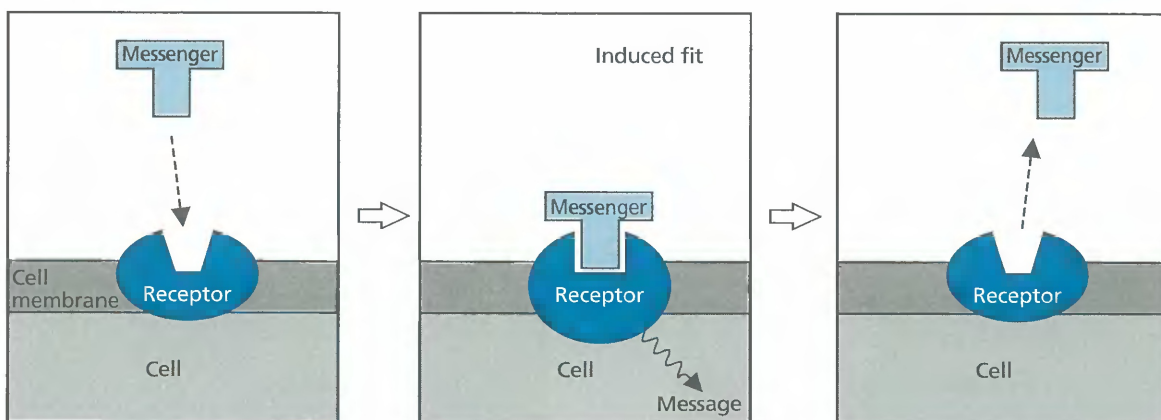 Messenger
Cell
membrane
Receptor
Cell
Induced fit
Messenger
Receptor
Cell
Message
Messenger
Receptor
Cell